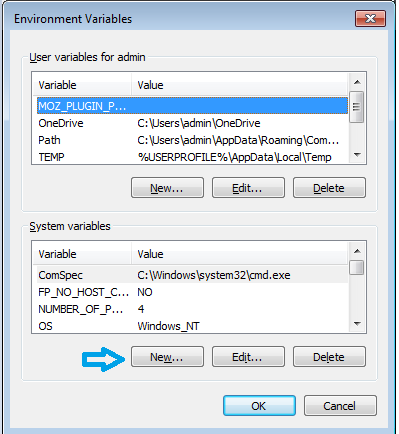 Environment Variables
User variables for admin
Variable Value
MOZ_PLUGIN_P...
OneDrive C:\Users\admin\OneDrive
Path C:\Users\admin\AppData\Roaming\Com...
TEMP %USERPROFILE%\AppData\Local\Temp
New... Edit... Delete
System variables
Variable Value
ComSpec C:\Windows\system32\cmd.exe
FP_NO_HOST_C... NO
NUMBER_OF_P... 4
OS Windows_NT
New... Edit... Delete
OK Cancel